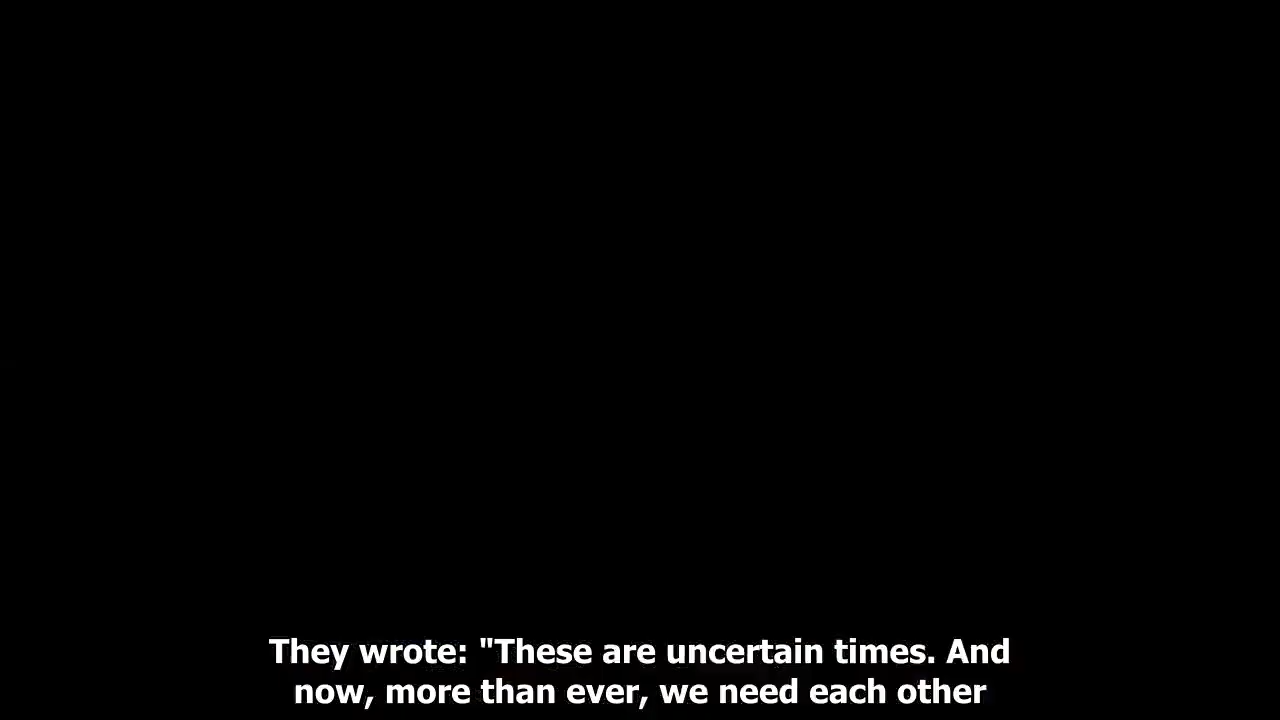 They wrote: "These are uncertain times. And
now, more than ever, we need each other